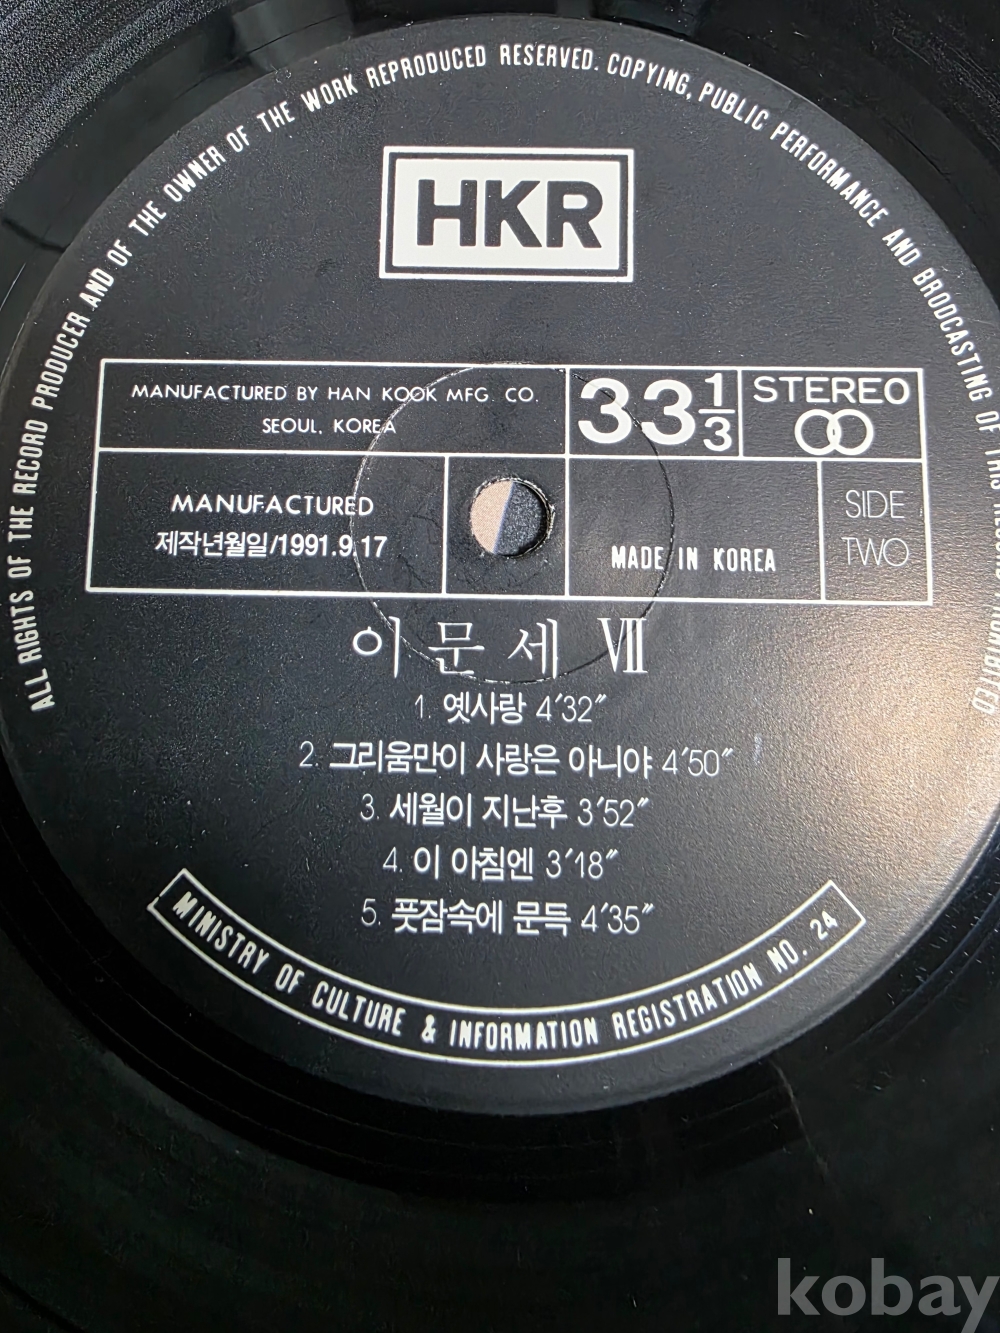 ALL RIGHTS OF THE RECORD PRODUCER AND OF THE OWNER OF THE WORK REPRODUCED RESERVED. COPYING, PUBLIC PERFORMANCE AND BRODCASTING OF
HKR
MANUFACTURED BY HAN KOOK MFG. CO.
SEOUL, KOREA
33 1/3
STEREO
MANUFACTURED
제작년월일/1991.9.17
MADE IN KOREA
SIDE
TWO
이문세 Ⅶ
1. 옛사랑 4′32″
2. 그리움만이 사랑은 아니야 4′50″
3. 세월이 지난후 3′52″
4. 이 아침엔 3′18″
5. 풋잠속에 문득 4′35″
MINISTRY OF CULTURE & INFORMATION REGISTRATION NO. 24
kobay